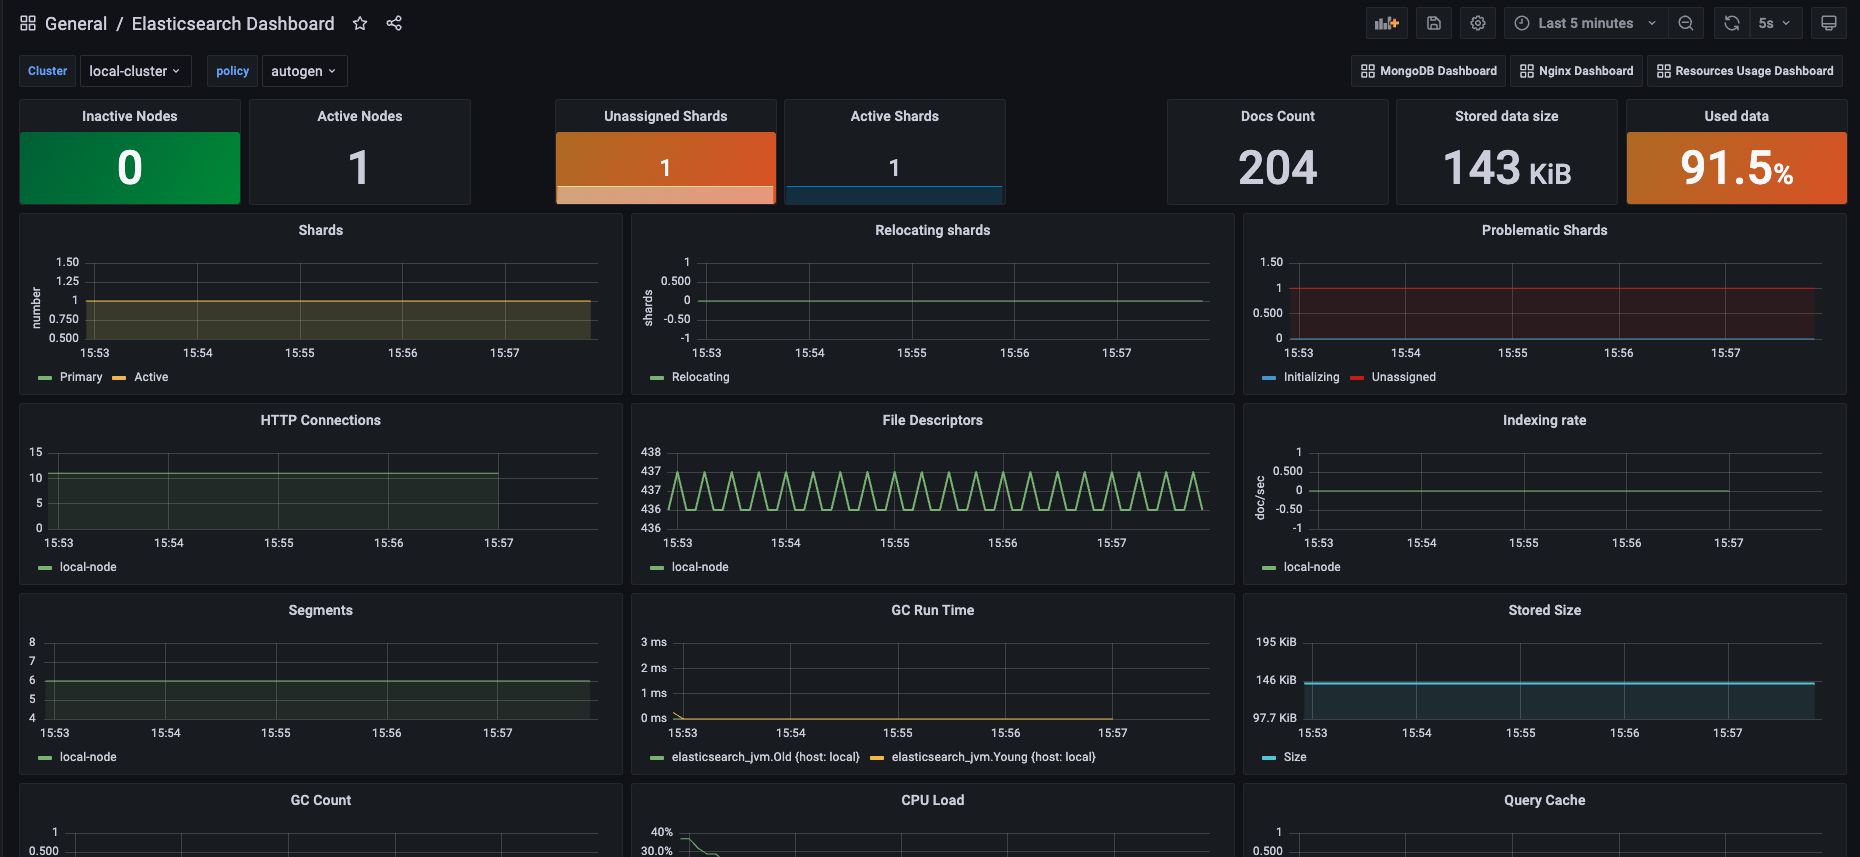 General / Elasticsearch Dashboard
Last 5 minutes
5s
Cluster local-cluster policy autogen
MongoDB Dashboard Nginx Dashboard Resources Usage Dashboard
Inactive Nodes
0
Active Nodes
1
Unassigned Shards
1
Active Shards
1
Docs Count
204
Stored data size
143 KiB
Used data
91.5%
Shards
number
1.50
1.25
1
0.750
0.500
15:53 15:54 15:55 15:56 15:57
Primary Active
Relocating shards
shards
1
0.500
0
-0.50
-1
15:53 15:54 15:55 15:56 15:57
Relocating
Problematic Shards
1.50
1
0.500
0
15:53 15:54 15:55 15:56 15:57
Initializing Unassigned
HTTP Connections
15
10
5
0
15:53 15:54 15:55 15:56 15:57
local-node
File Descriptors
438
437
437
436
436
15:53 15:54 15:55 15:56 15:57
local-node
Indexing rate
doc/sec
1
0.500
0
-0.50
-1
15:53 15:54 15:55 15:56 15:57
local-node
Segments
8
7
6
5
4
15:53 15:54 15:55 15:56 15:57
local-node
GC Run Time
3 ms
2 ms
1 ms
0 ms
15:53 15:54 15:55 15:56 15:57
elasticsearch_jvm.Old {host: local} elasticsearch_jvm.Young {host: local}
Stored Size
195 KiB
146 KiB
97.7 KiB
15:53 15:54 15:55 15:56 15:57
Size
GC Count
1
0.500
CPU Load
40%
30.0%
Query Cache
1
0.500